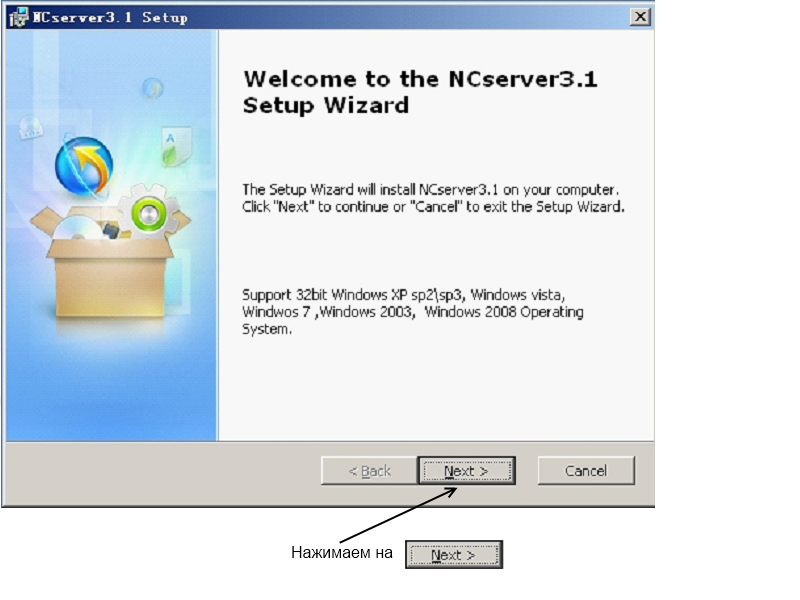 NCserver3.1 Setup
Welcome to the NCserver3.1
Setup Wizard
The Setup Wizard will install NCserver3.1 on your computer.
Click "Next" to continue or "Cancel" to exit the Setup Wizard.
Support 32bit Windows XP sp2\sp3, Windows vista,
Windwos 7 ,Windows 2003, Windows 2008 Operating
System.
< Back Next > Cancel
Нажимаем на Next >